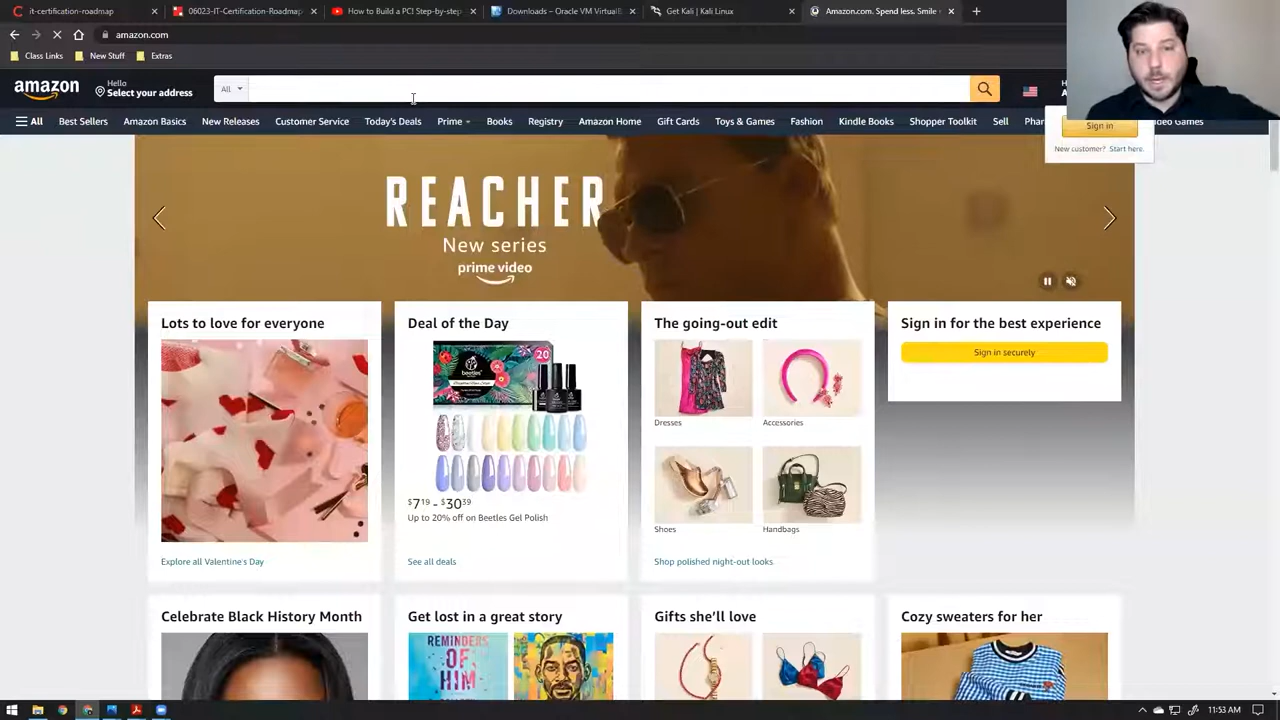 it-certification-roadmap
06023-IT-Certification-Roadmap
How to Build a PC! Step-by-step
Downloads – Oracle VM VirtualB
Get Kali | Kali Linux
Amazon.com. Spend less. Smile
amazon.com
Class Links
New Stuff
Extras
amazon
Hello
Select your address
All
All
Best Sellers
Amazon Basics
New Releases
Customer Service
Today's Deals
Prime
Books
Registry
Amazon Home
Gift Cards
Toys & Games
Fashion
Kindle Books
Shopper Toolkit
Sell
Sign in
New customer? Start here.
REACHER
New series
prime video
Lots to love for everyone
Explore all Valentine's Day
Deal of the Day
20
beetles
$7.19 - $30.39
Up to 20% off on Beetles Gel Polish
See all deals
The going-out edit
Dresses
Accessories
Shoes
Handbags
Shop polished night-out looks
Sign in for the best experience
Sign in securely
Celebrate Black History Month
Get lost in a great story
REMINDERS
OF
HIM
Gifts she'll love
Cozy sweaters for her
11:53 AM